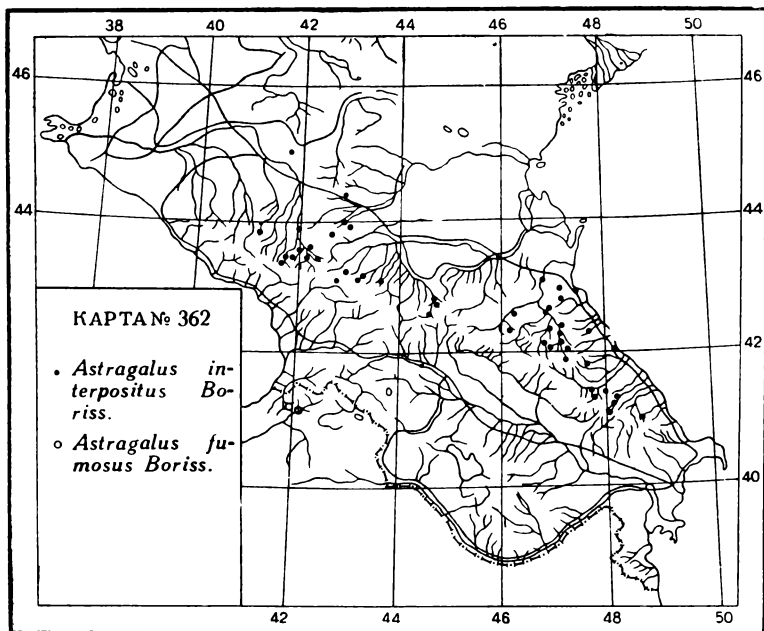 38 40 42 44 46 48 50
46 46
44 44
КАРТА № 362
Astragalus in-
terpositus Bo-
riss.
Astragalus fu-
mosus Boriss.
42
40
42 44 46 48 50